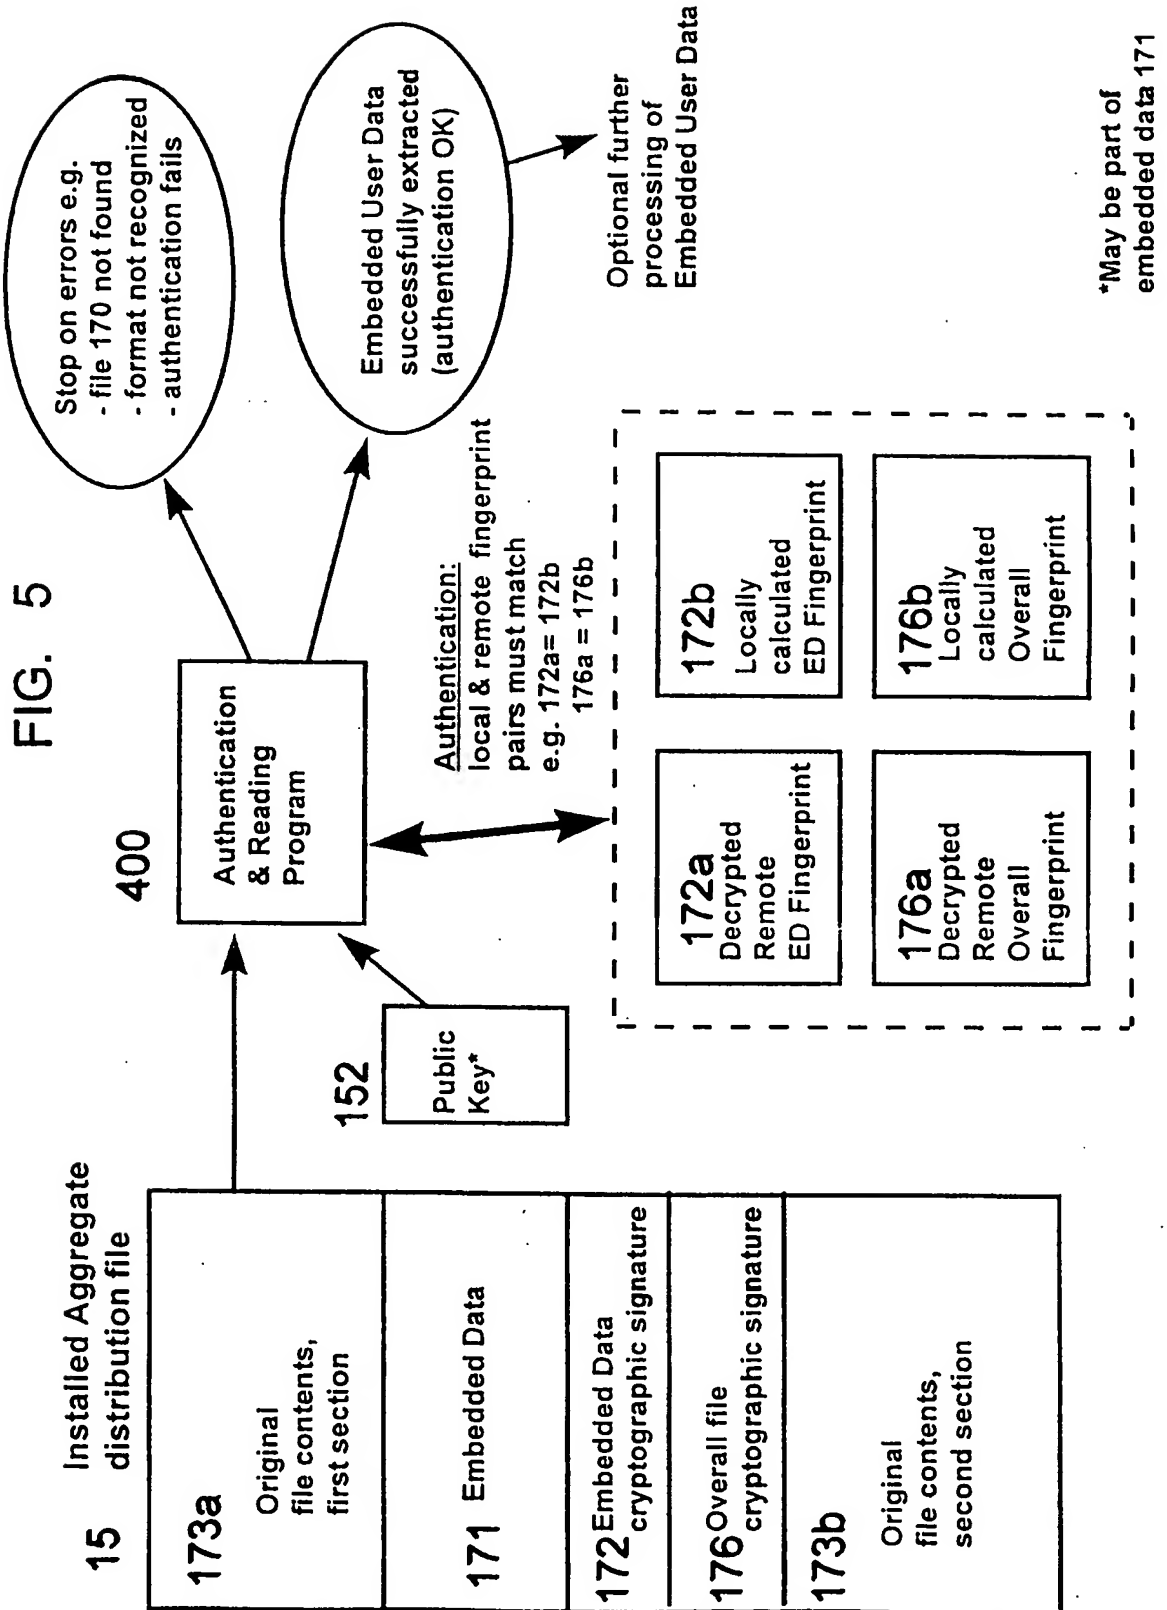 FIG. 5
15
Installed Aggregate
distribution file
173a
Original
file contents,
first section
171 Embedded Data
172 Embedded Data
cryptographic signature
176 Overall file
cryptographic signature
173b
Original
file contents,
second section
152
Public
Key*
400
Authentication
& Reading
Program
Stop on errors e.g.
- file 170 not found
- format not recognized
- authentication fails
Embedded User Data
successfully extracted
(authentication OK)
Optional further
processing of
Embedded User Data
Authentication:
local & remote fingerprint
pairs must match
e.g. 172a= 172b
176a = 176b
172a
Decrypted
Remote
ED Fingerprint
172b
Locally
calculated
ED Fingerprint
176a
Decrypted
Remote
Overall
Fingerprint
176b
Locally
calculated
Overall
Fingerprint
*May be part of
embedded data 171